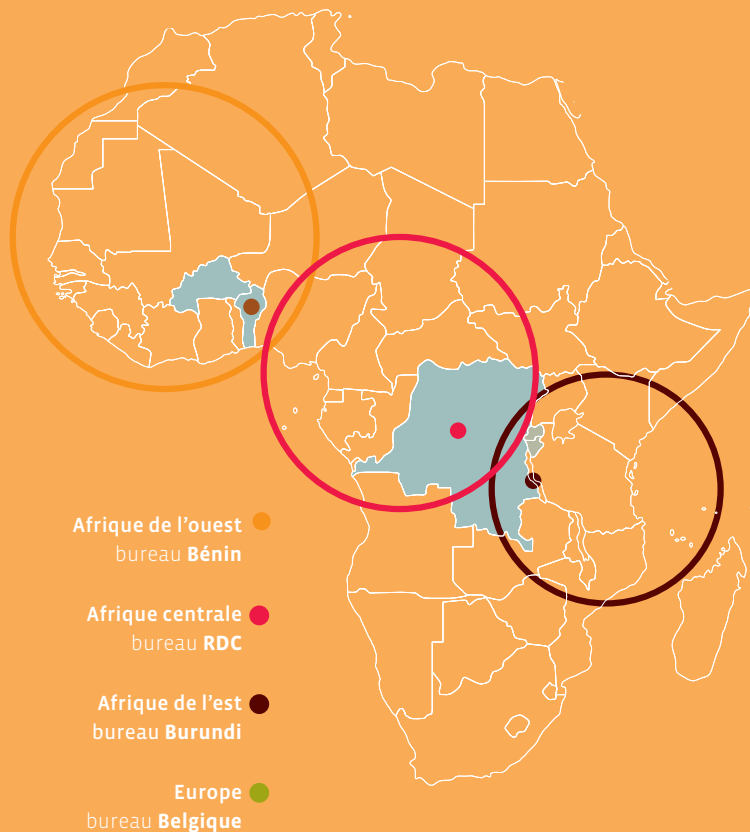 Afrique de l'ouest
bureau Bénin
Afrique centrale
bureau RDC
Afrique de l'est
bureau Burundi
Europe
bureau Belgique